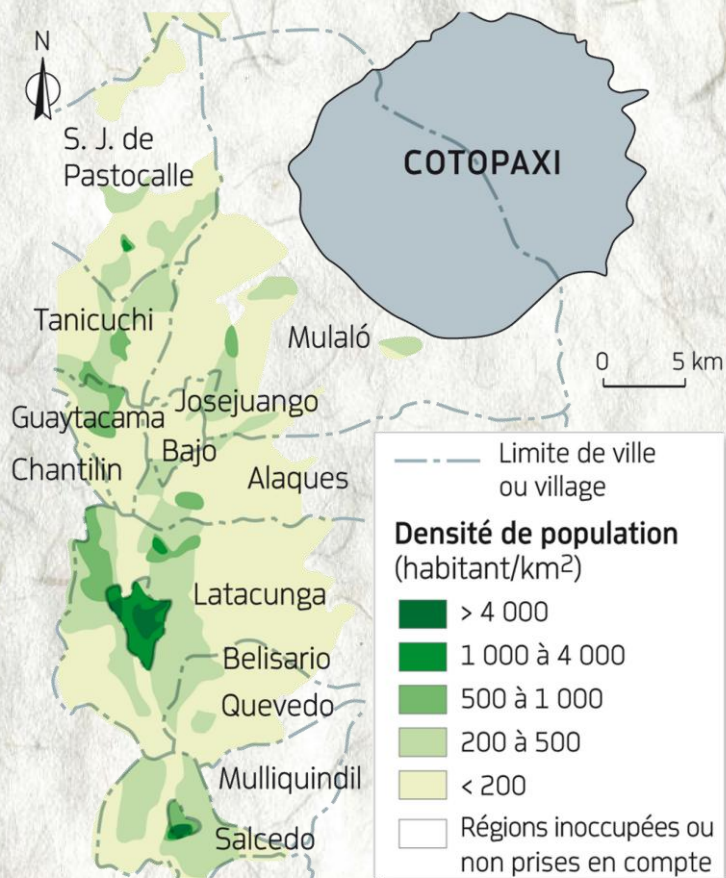 N
S. J. de
Pastocalle
COTOPAXI
Tanicuchi
Mulaló
0 5 km
Guaytacama
Josejuango
Bajo
Chantilin
Alaques
Latacunga
Belisario
Quevedo
Mulliquindil
Salcedo
Limite de ville
ou village
Densité de population
(habitant/km²)
> 4 000
1 000 à 4 000
500 à 1 000
200 à 500
< 200
Régions inoccupées ou
non prises en compte